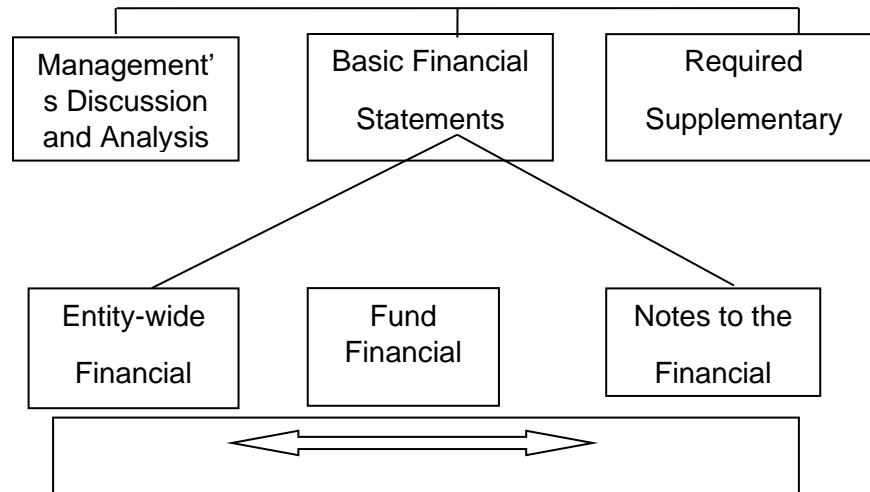 Management’
s Discussion
and Analysis
Basic Financial
Statements
Required
Supplementary
Entity-wide
Financial
Fund
Financial
Notes to the
Financial